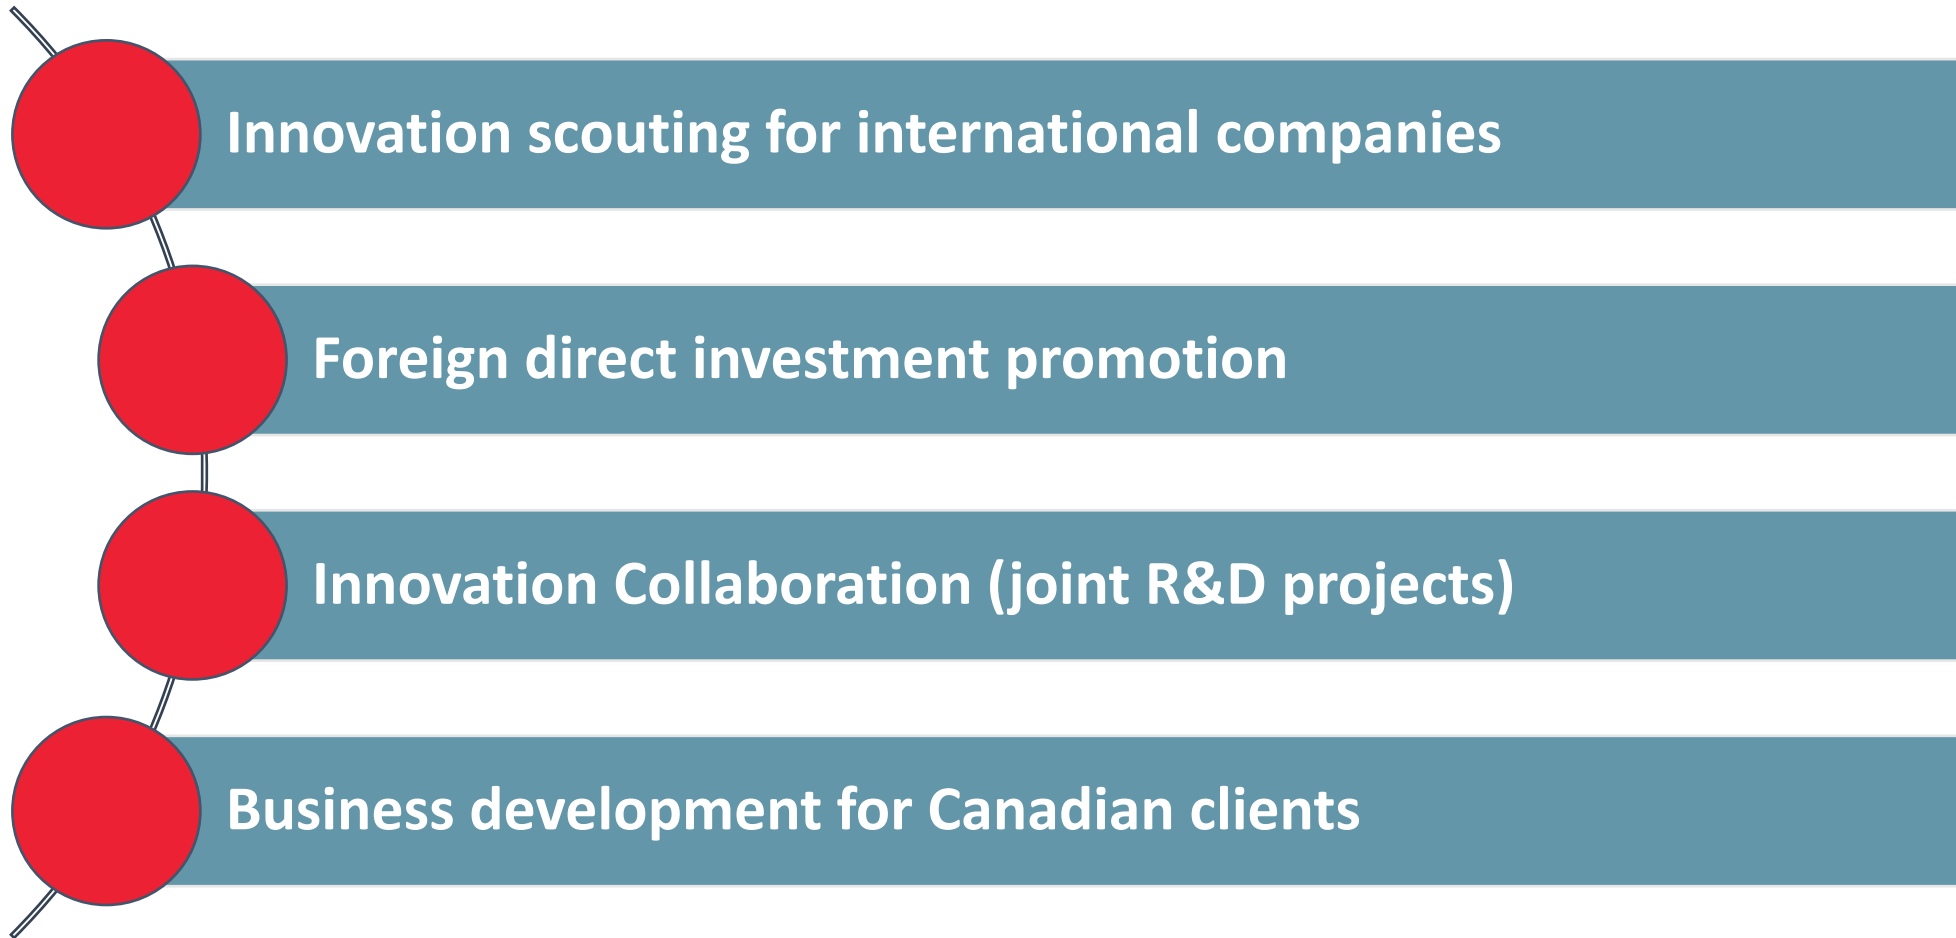 Innovation scouting for international companies
Foreign direct investment promotion
Innovation Collaboration (joint R&D projects)
Business development for Canadian clients